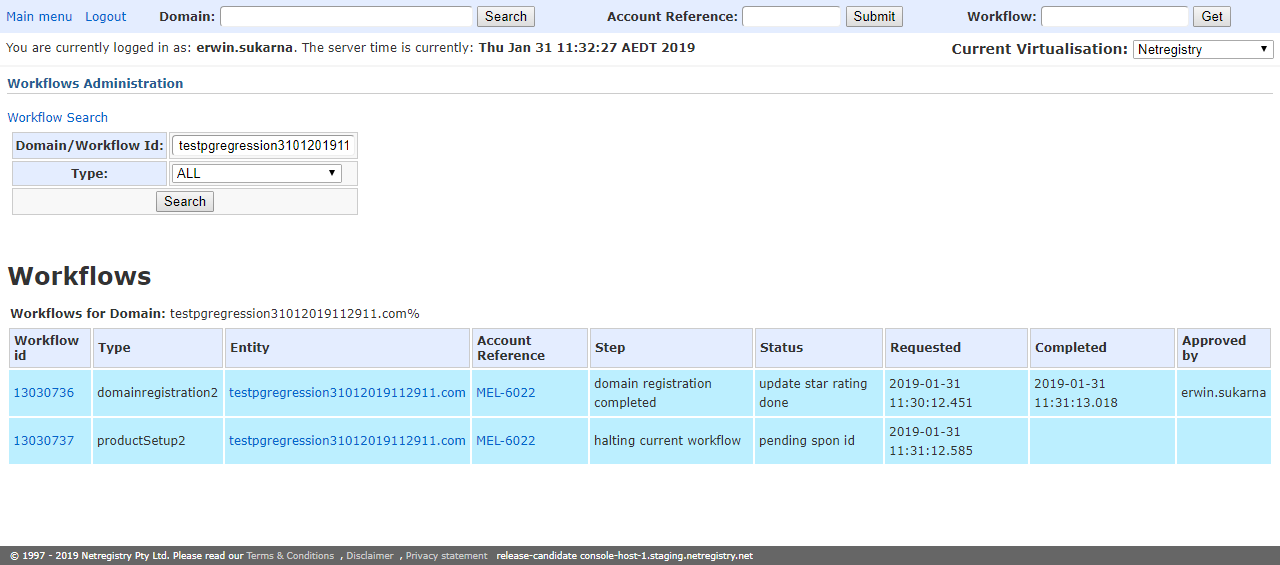 Main menu Logout Domain: Search Account Reference: Submit Workflow: Get
You are currently logged in as: erwin.sukarna. The server time is currently: Thu Jan 31 11:32:27 AEDT 2019 Current Virtualisation: Netregistry
Workflows Administration
Workflow Search
Domain/Workflow Id: testpgregression3101201911
Type: ALL
Search
Workflows
Workflows for Domain: testpgregression31012019112911.com%
Workflow id Type Entity Account Reference Step Status Requested Completed Approved by
13030736 domainregistration2 testpgregression31012019112911.com MEL-6022 domain registration completed update star rating done 2019-01-31 11:30:12.451 2019-01-31 11:31:13.018 erwin.sukarna
13030737 productSetup2 testpgregression31012019112911.com MEL-6022 halting current workflow pending spon id 2019-01-31 11:31:12.585
© 1997 - 2019 Netregistry Pty Ltd. Please read our Terms & Conditions , Disclaimer , Privacy statement release-candidate console-host-1.staging.netregistry.net